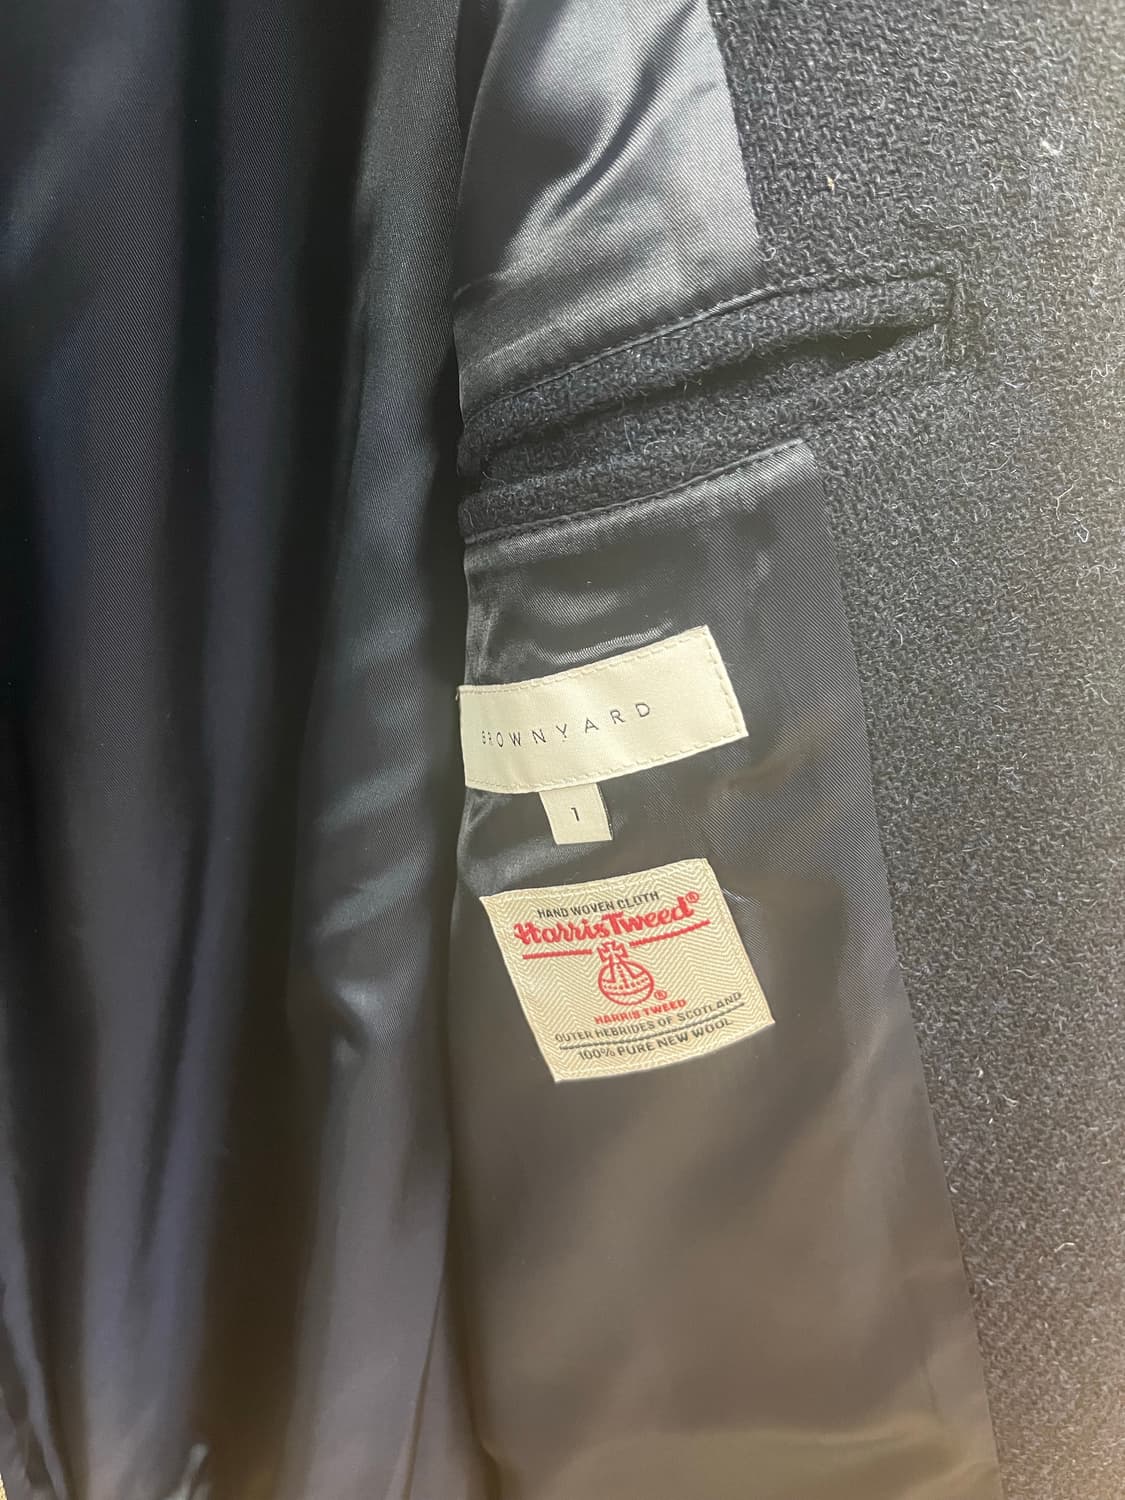 BROWNYARD
1
HAND WOVEN CLOTH
Harris Tweed®
®
HARRIS TWEED
OUTER HEBRIDES OF SCOTLAND
100% PURE NEW WOOL